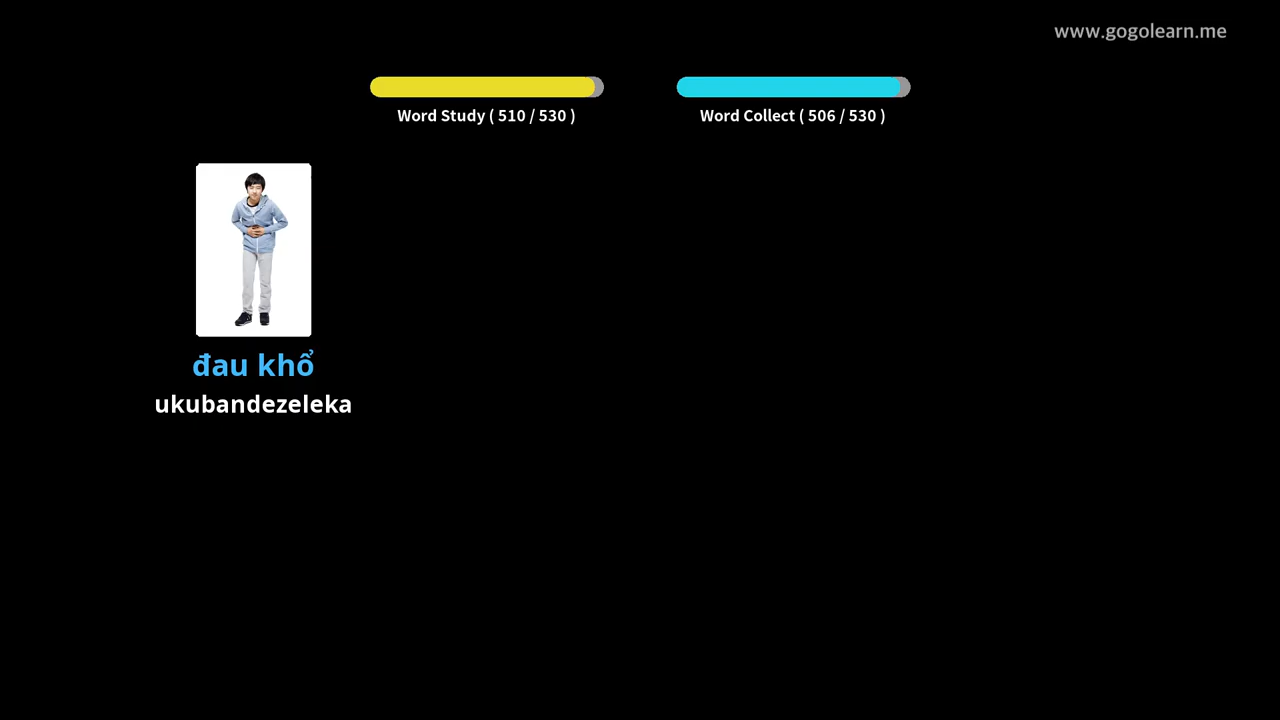 www.gogolearn.me
Word Study ( 510 / 530 )
Word Collect ( 506 / 530 )
đau khổ
ukubandezeleka